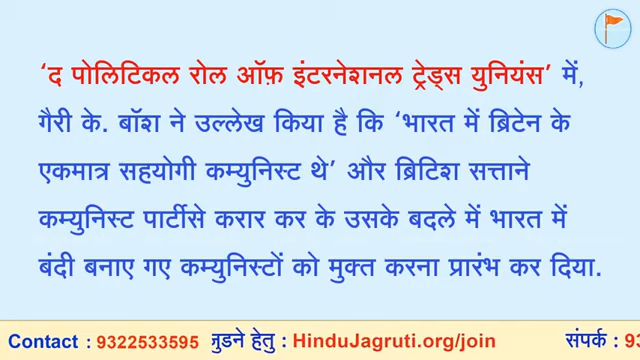 ‘द पोलिटिकल रोल ऑफ़ इंटरनेशनल ट्रेड्स युनियंस’ में,
गैरी के. बॉश ने उल्लेख किया है कि ‘भारत में ब्रिटेन के
एकमात्र सहयोगी कम्युनिस्ट थे’ और ब्रिटिश सत्ताने
कम्युनिस्ट पार्टीसे करार कर के उसके बदले में भारत में
बंदी बनाए गए कम्युनिस्टों को मुक्त करना प्रारंभ कर दिया.
Contact : 9322533595 जुडने हेतु : HinduJagruti.org/join संपर्क : 93